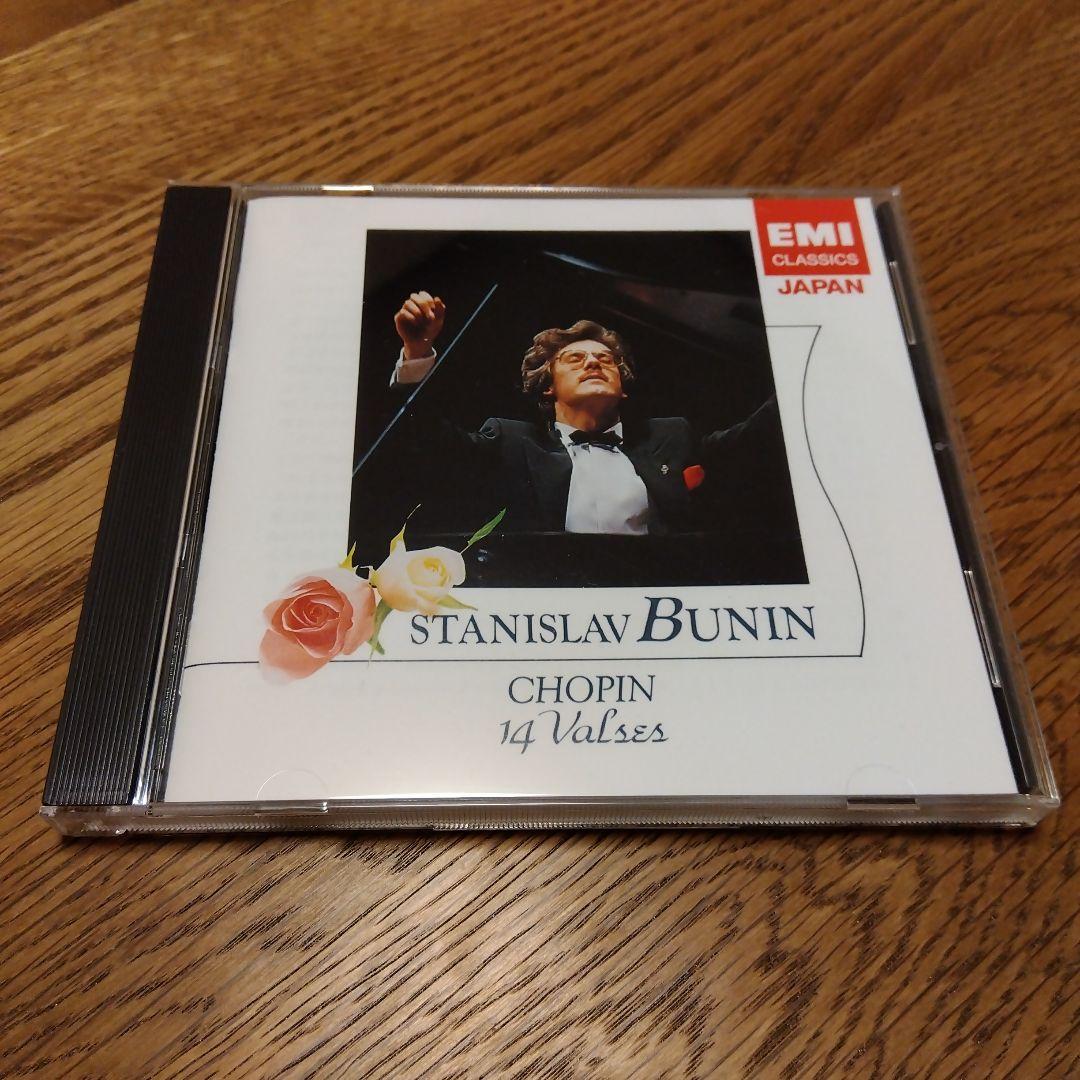 EMI
CLASSICS
JAPAN
STANISLAV BUNIN
CHOPIN
14 Valses